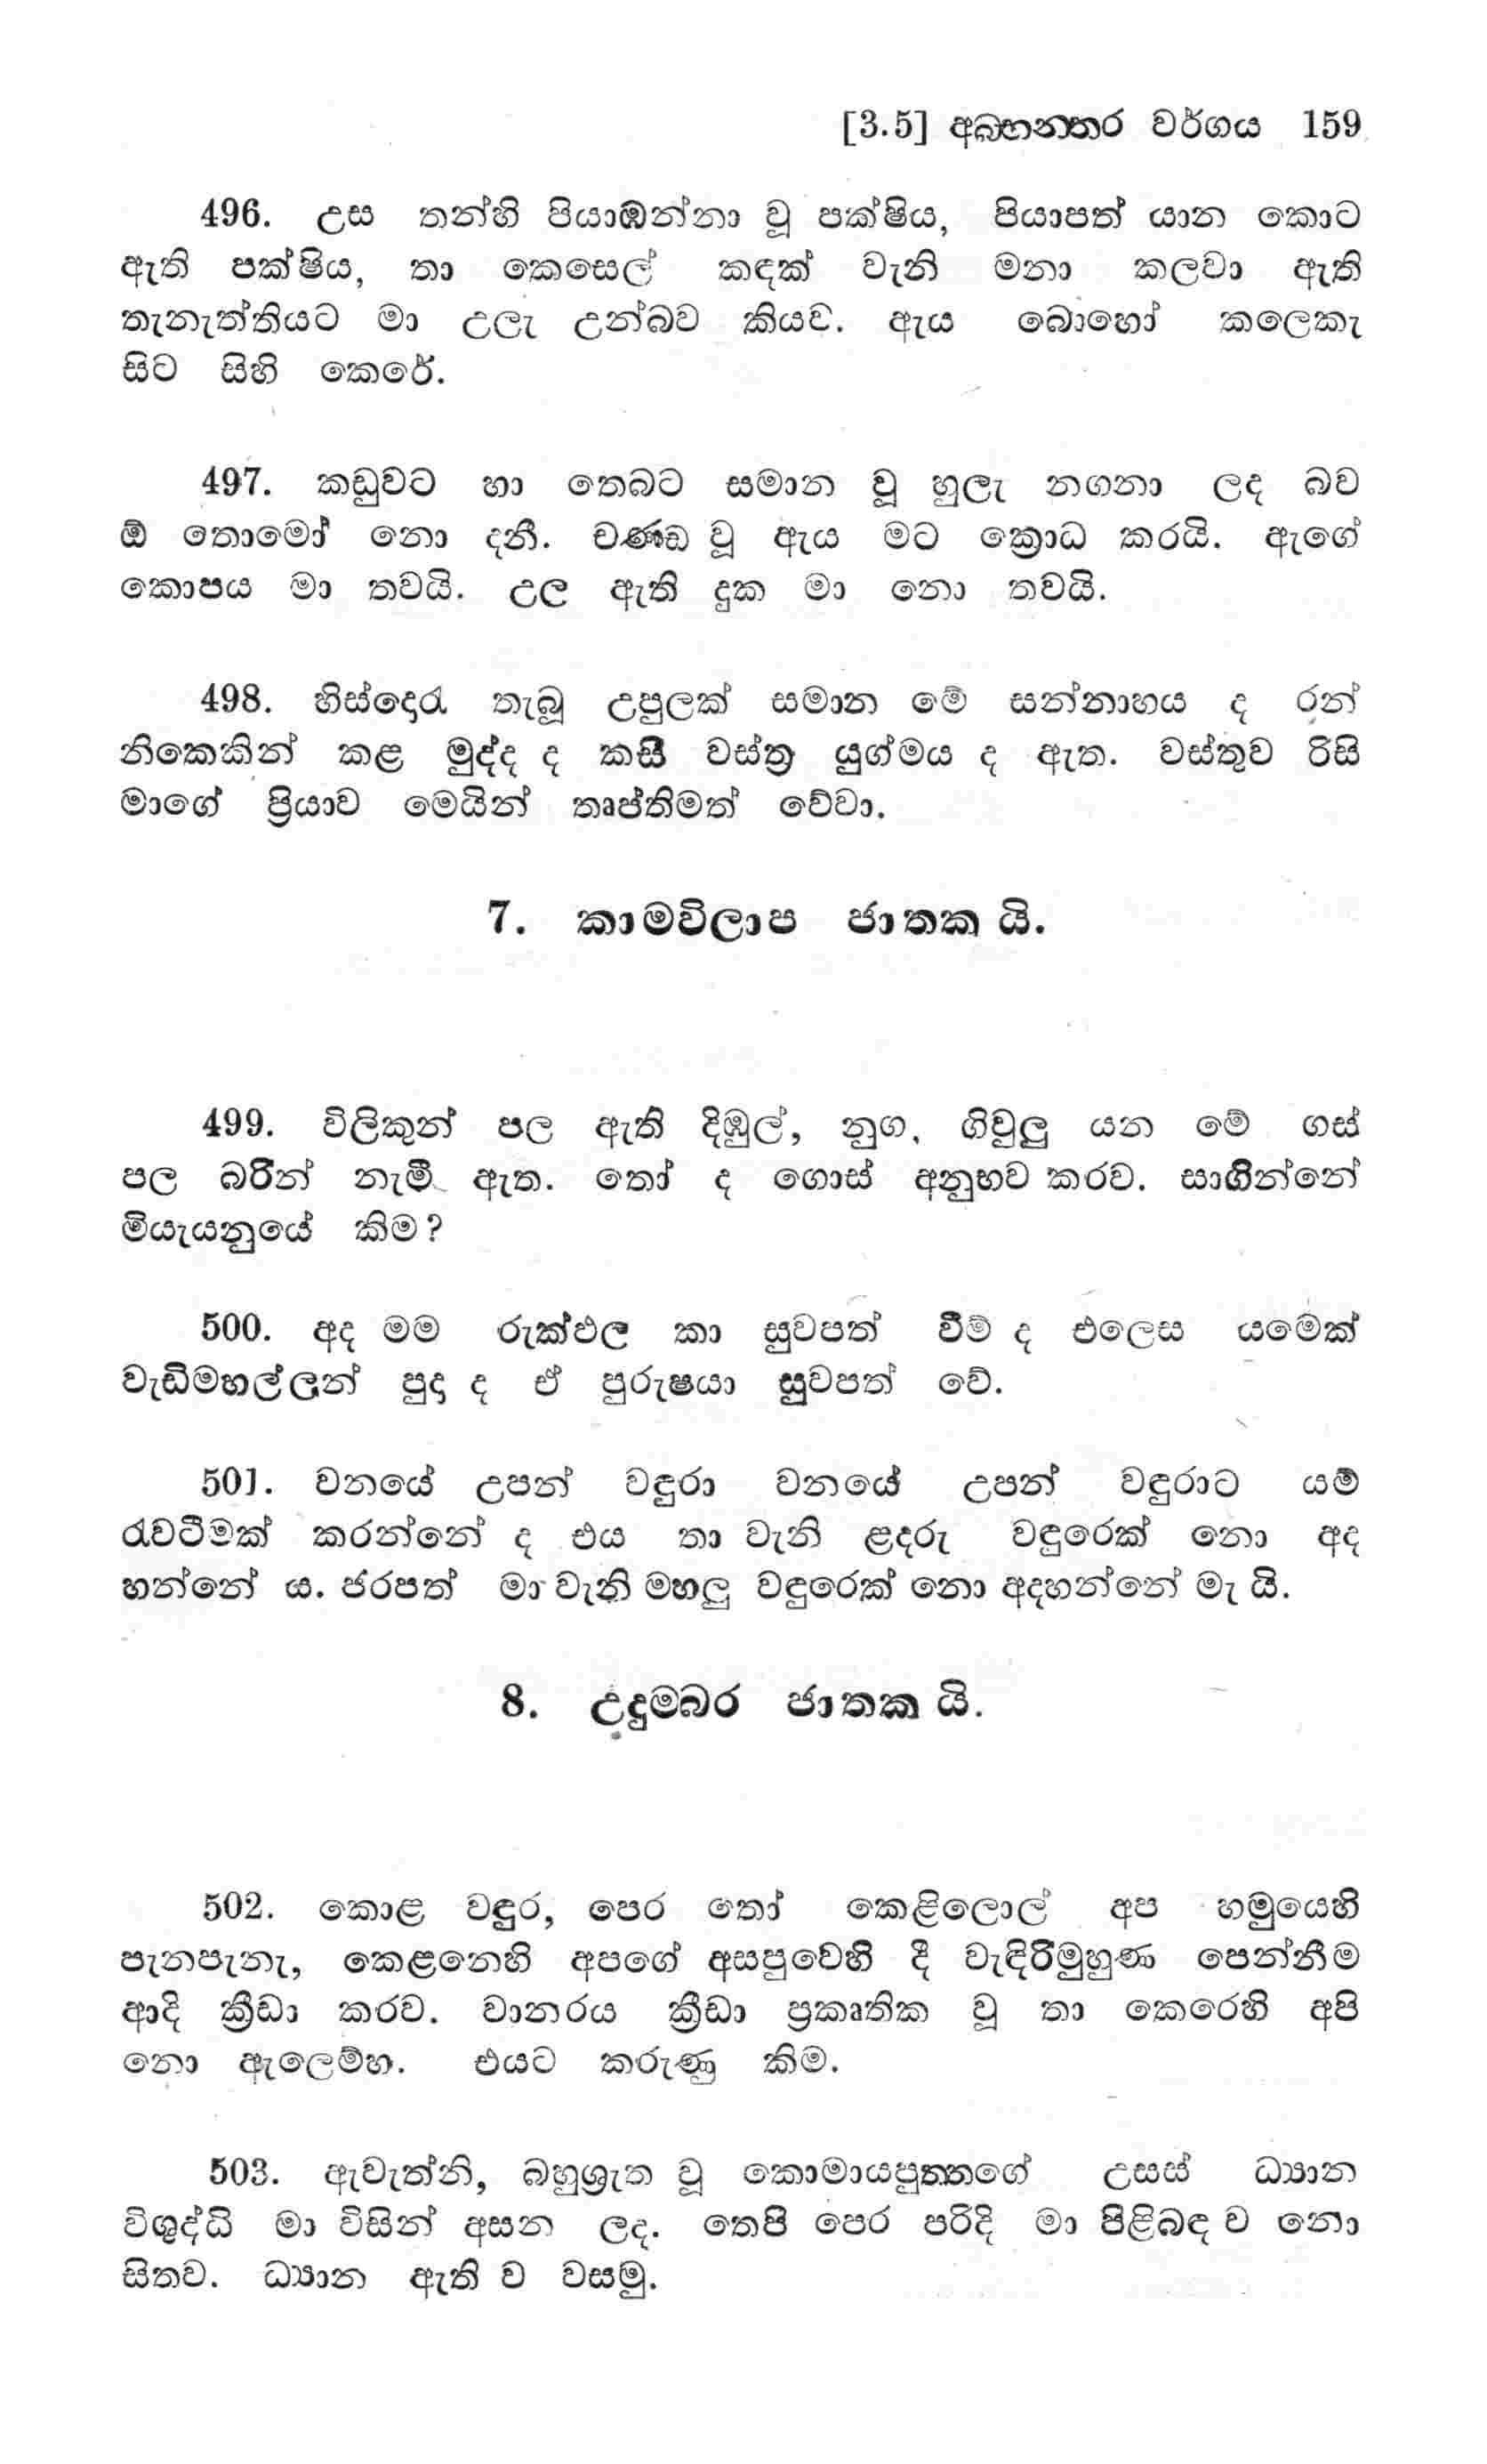 [3.5] අබ්භන්තර වර්ගය 159
496. උස තන්හි පියාඹන්නා වූ පක්ෂිය, පියාපත් යාන කොට
ඇති පක්ෂිය, තා කෙසෙල් කඳක් වැනි මනා කලවා ඇති
තැනැත්තියට මා උලැ උන්බව කියව. ඇය බොහෝ කලෙකැ
සිට සිහි කෙරේ.
497. කඩුවට හා තෙබට සමාන වූ හුලැ නගනා ලද බව
ඕ තොමෝ නො දනී. චණ්ඩ වූ ඇය මට ක්‍රොධ කරයි. ඇගේ
කොපය මා තවයි. උල ඇති දුක මා නො තවයි.
498. හිස්දොරැ තැබූ උපුලක් සමාන මේ සන්නාහය ද රන්
නිකෙකින් කළ මුද්ද ද කසී වස්ත්‍ර යුග්මය ද ඇත. වස්තුව රිසි
මාගේ ප්‍රියාව මෙයින් තෘප්තිමත් වේවා.
7. කාමවිලාප ජාතක යි.
499. විලිකුන් පල ඇති දිඹුල්, නුග, ගිවුලු යන මේ ගස්
පල බරින් නැමී ඇත. තෝ ද ගොස් අනුභව කරව. සාගින්නේ
මියැයනුයේ කිම?
500. අද මම රුක්ඵල කා සුවපත් වීම් ද එලෙස යමෙක්
වැඩිමහල්ලන් පුදා ද ඒ පුරුෂයා සුවපත් වේ.
501. වනයේ උපන් වඳුරා වනයේ උපන් වඳුරාට යම්
රැවටීමක් කරන්නේ ද එය තා වැනි ළදරු වඳුරෙක් නො අද
හන්නේ ය. ජරපත් මා වැනි මහලු වඳුරෙක් නො අදහන්නේ මැ යි.
8. උදුම්බර ජාතක යි.
502. කොළ වඳුර, පෙර තෝ කෙළිලොල් අප හමුයෙහි
පැනපැනැ, කෙළනෙහි අපගේ අසපුවෙහි දී වැඳිරිමුහුණ පෙන්නීම
ආදි ක්‍රීඩා කරව. වානරය ක්‍රීඩා ප්‍රකෘතික වූ තා කෙරෙහි අපි
නො ඇලෙම්හ. එයට කරුණු කිම.
503. ඇවැත්නි, බහුශ්‍රැත වූ කොමායපුත්තගේ උසස් ධ්‍යාන
විශුද්ධි මා විසින් අසන ලද. තෙපි පෙර පරිදි මා පිළිබඳ ව නො
සිතව. ධ්‍යාන ඇති ව වසමු.